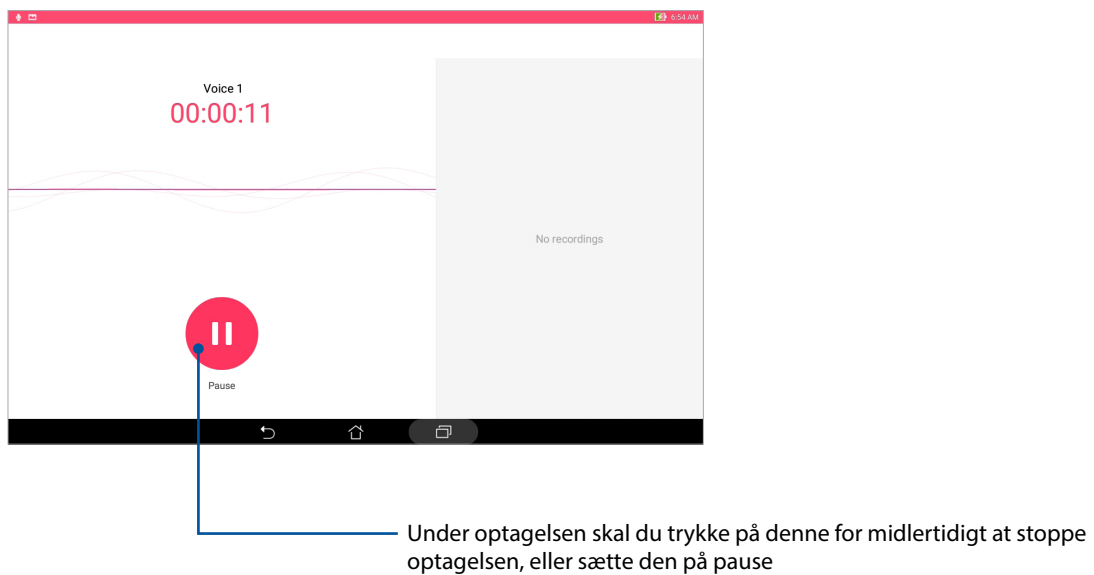 6:54 AM
Voice 1
00:00:11
No recordings
Pause
Under optagelsen skal du trykke på denne for midlertidigt at stoppe
optagelsen, eller sætte den på pause